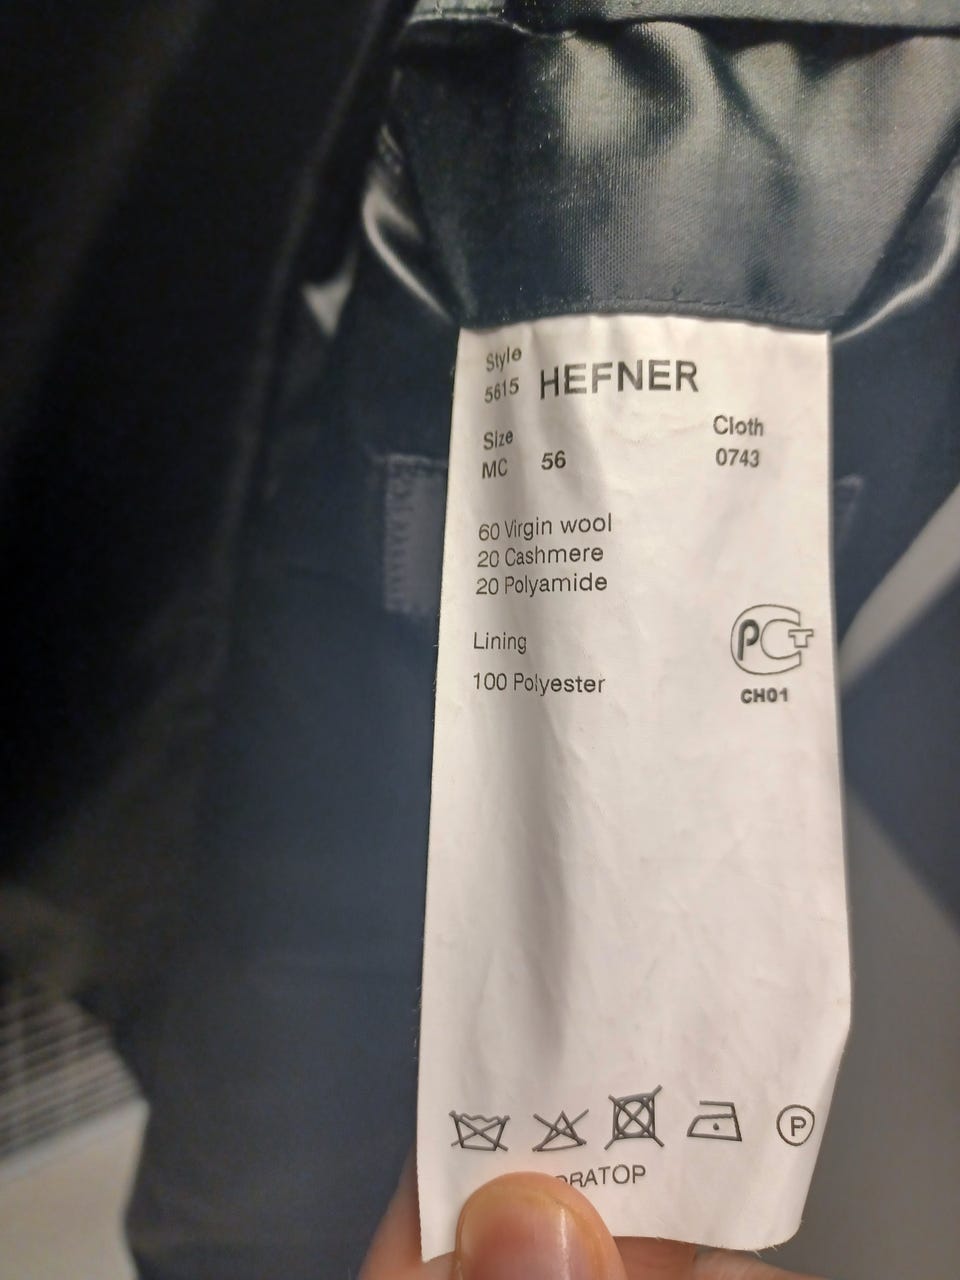 Style
5615 HEFNER
Size Cloth
MC 56 0743
60 Virgin wool
20 Cashmere
20 Polyamide
Lining
100 Polyester
РСТ
CH01
P